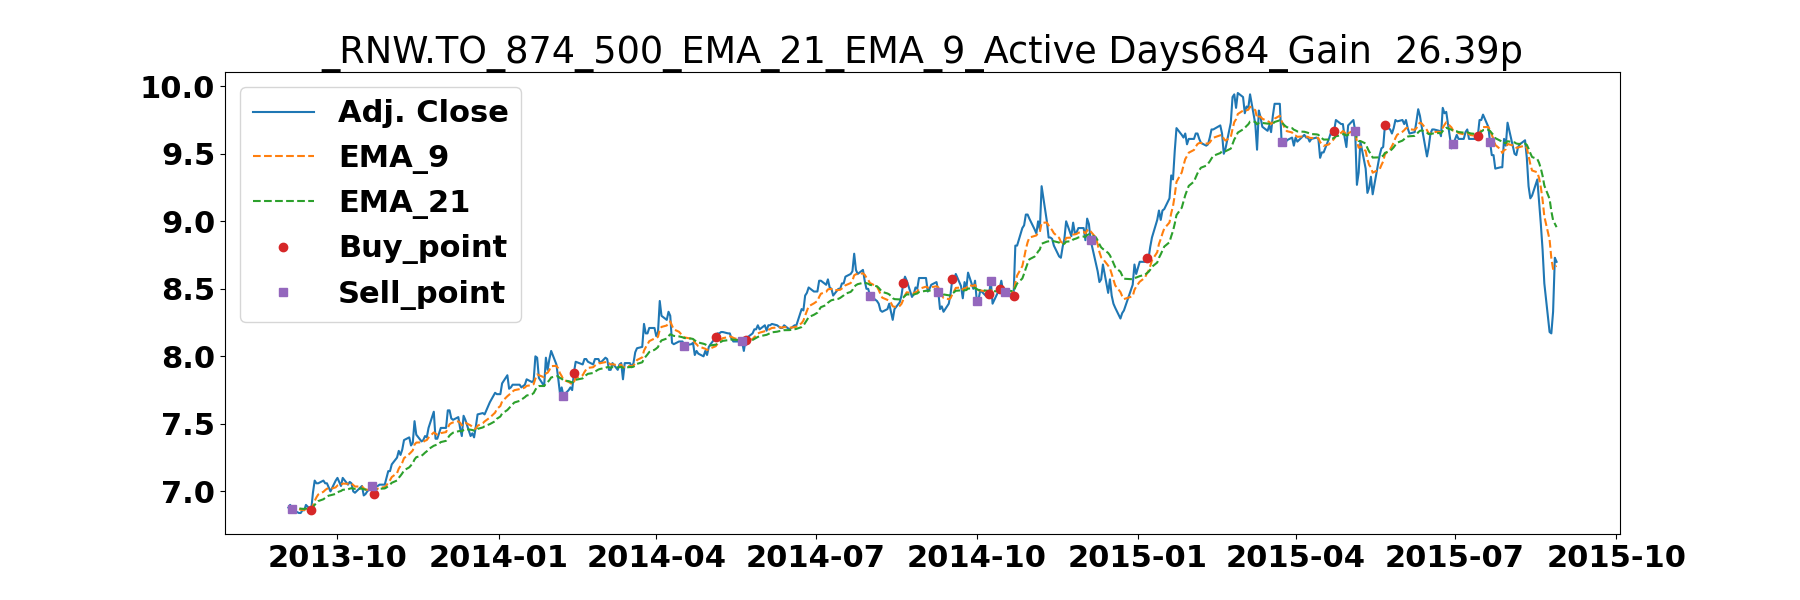 _RNW.TO_874_500_EMA_21_EMA_9_Active Days684_Gain  26.39p
10.0
9.5
9.0
8.5
8.0
7.5
7.0
Adj. Close
EMA_9
EMA_21
Buy_point
Sell_point
2013-10 2014-01 2014-04 2014-07 2014-10 2015-01 2015-04 2015-07 2015-10